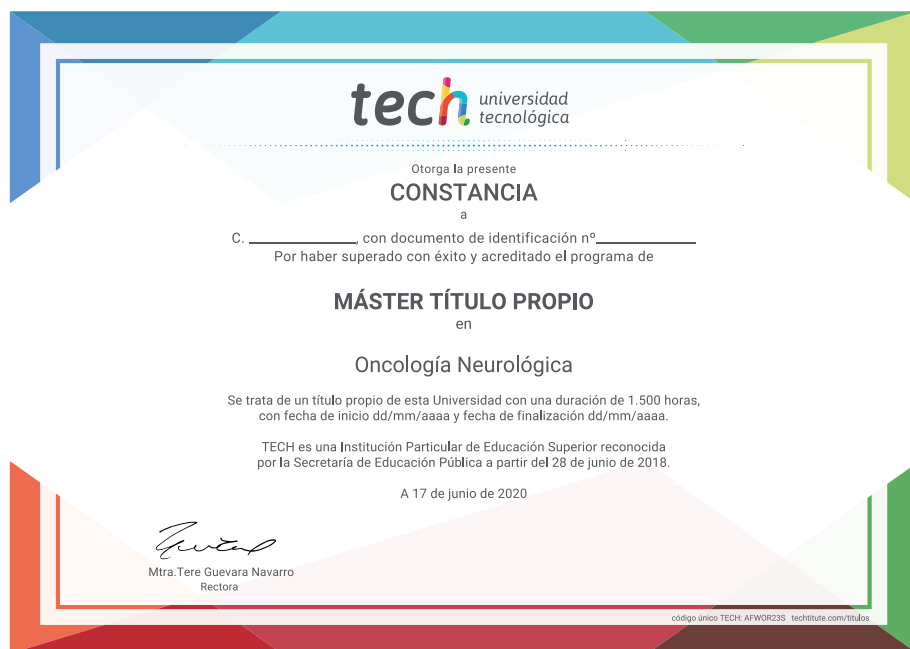 tech universidad
tecnológica
Otorga la presente
CONSTANCIA
a
C. ______________, con documento de identificación nº_____________
Por haber superado con éxito y acreditado el programa de
MÁSTER TÍTULO PROPIO
en
Oncología Neurológica
Se trata de un título propio de esta Universidad con una duración de 1.500 horas,
con fecha de inicio dd/mm/aaaa y fecha de finalización dd/mm/aaaa.
TECH es una Institución Particular de Educación Superior reconocida
por la Secretaría de Educación Pública a partir del 28 de junio de 2018.
A 17 de junio de 2020
Mtra.Tere Guevara Navarro
Rectora
código único TECH: AFWOR23S techtitute.com/titulos